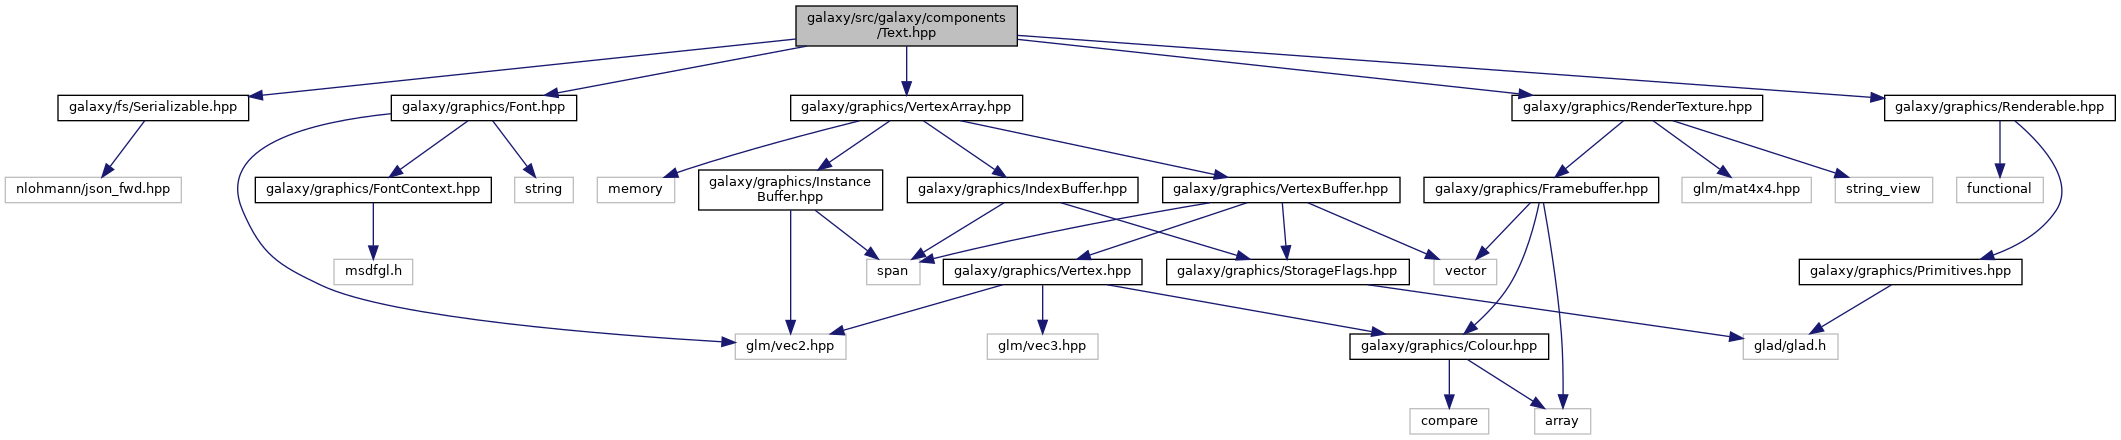 galaxy/src/galaxy/components
/Text.hpp
galaxy/fs/Serializable.hpp
galaxy/graphics/Font.hpp
galaxy/graphics/VertexArray.hpp
galaxy/graphics/RenderTexture.hpp
galaxy/graphics/Renderable.hpp
nlohmann/json_fwd.hpp
galaxy/graphics/FontContext.hpp
string
memory
galaxy/graphics/Instance
Buffer.hpp
galaxy/graphics/IndexBuffer.hpp
galaxy/graphics/VertexBuffer.hpp
galaxy/graphics/Framebuffer.hpp
glm/mat4x4.hpp
string_view
functional
msdfgl.h
span
galaxy/graphics/Vertex.hpp
galaxy/graphics/StorageFlags.hpp
vector
galaxy/graphics/Primitives.hpp
glm/vec2.hpp
glm/vec3.hpp
galaxy/graphics/Colour.hpp
glad/glad.h
compare
array